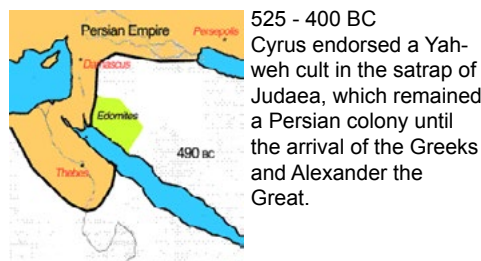 Persian Empire
Persepolis
Damascus
Edomites
490 BC
Thebes
525 - 400 BC
Cyrus endorsed a Yah-
weh cult in the satrap of
Judaea, which remained
a Persian colony until
the arrival of the Greeks
and Alexander the
Great.